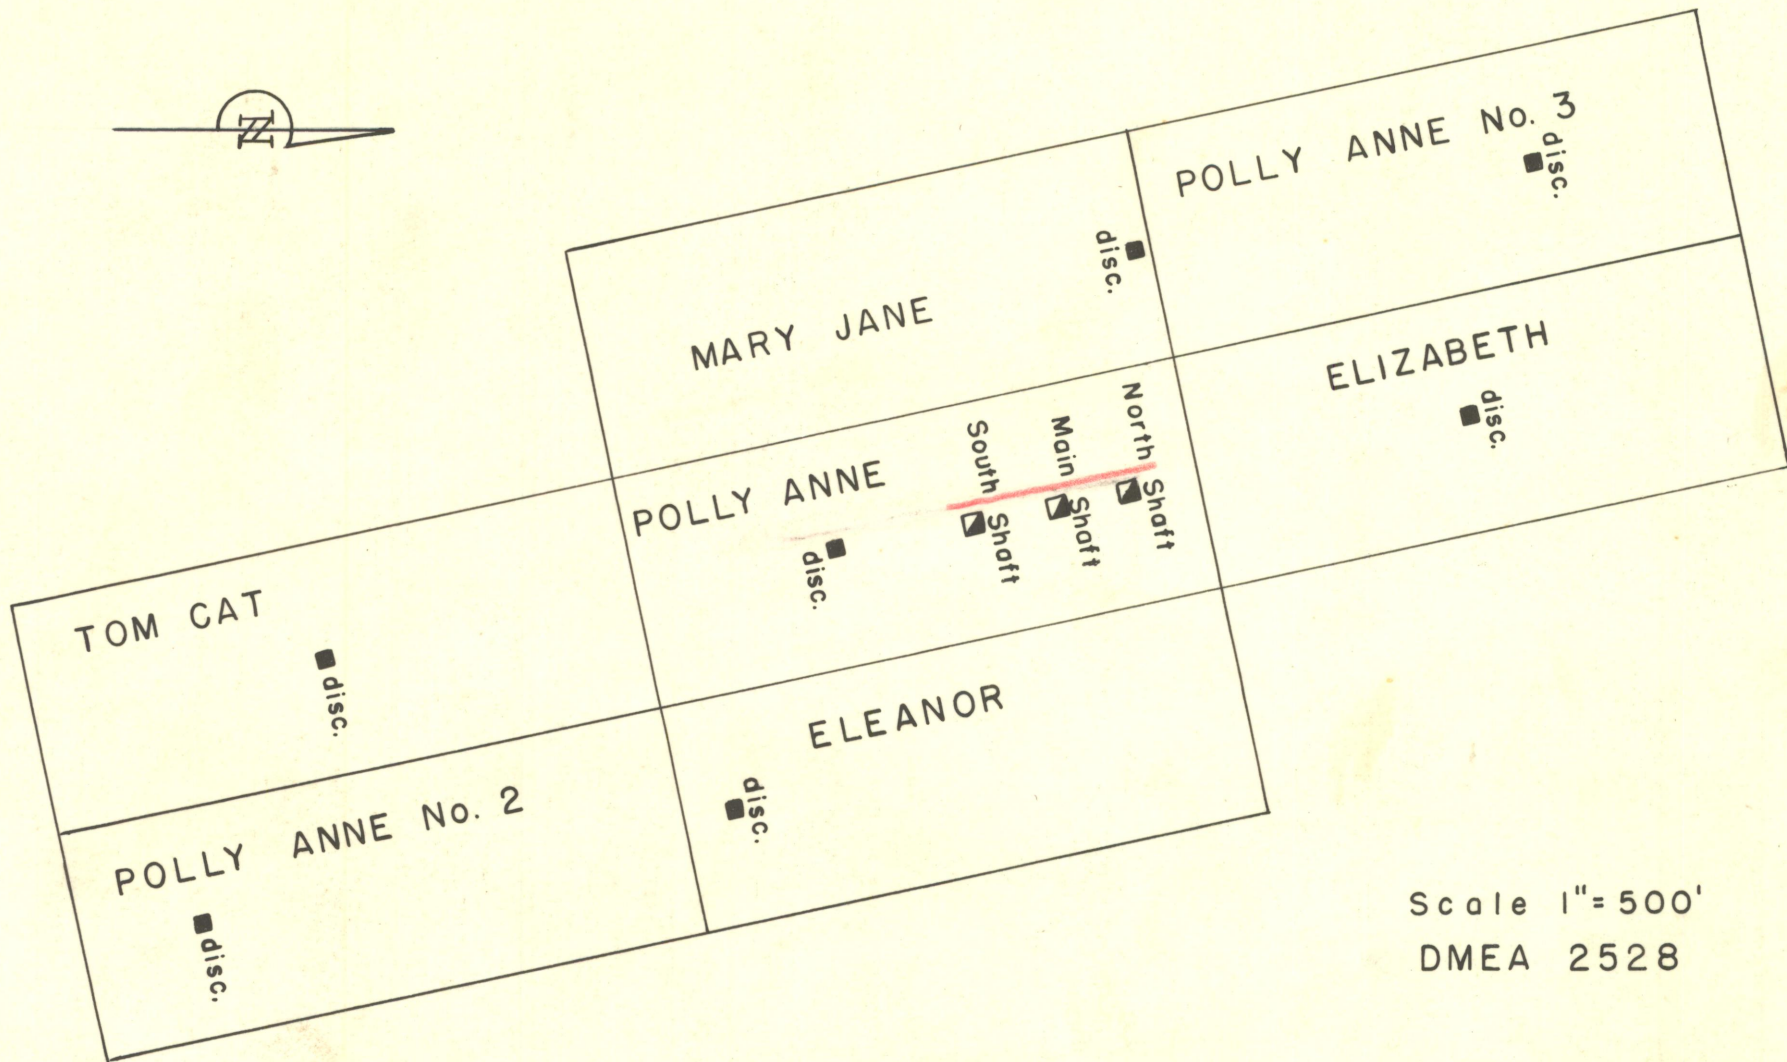 N
POLLY ANNE No. 3
disc.
disc.
MARY JANE
ELIZABETH
disc.
North Shaft
Main Shaft
South Shaft
POLLY ANNE
disc.
TOM CAT
disc.
ELEANOR
disc.
POLLY ANNE No. 2
disc.
Scale 1"= 500'
DMEA 2528